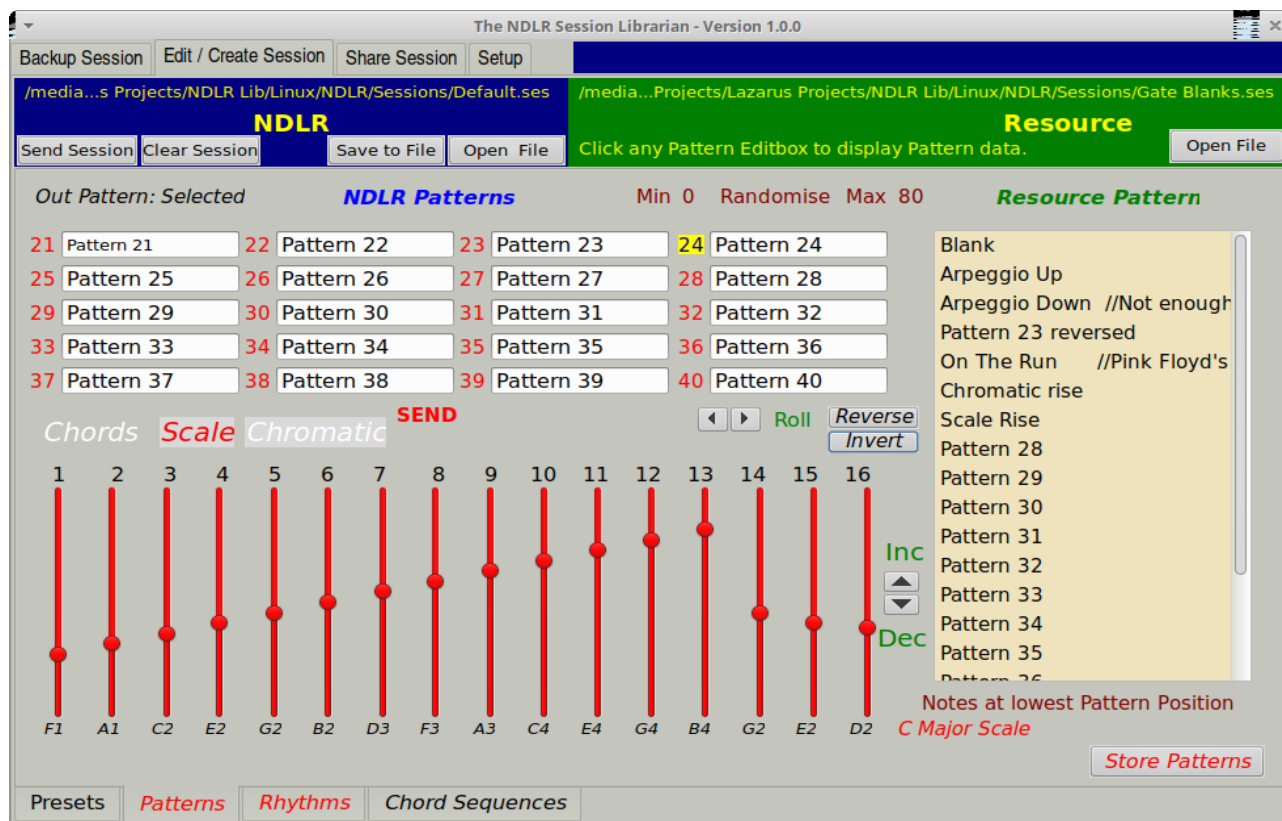 The NDLR Session Librarian - Version 1.0.0
Backup Session Edit / Create Session Share Session Setup
/media...s Projects/NDLR Lib/Linux/NDLR/Sessions/Default.ses /media...Projects/Lazarus Projects/NDLR Lib/Linux/NDLR/Sessions/Gate Blanks.ses
NDLR Resource
Send Session Clear Session Save to File Open File Click any Pattern Editbox to display Pattern data. Open File
Out Pattern: Selected NDLR Patterns Min 0 Randomise Max 80 Resource Pattern
21 Pattern 21 22 Pattern 22 23 Pattern 23 24 Pattern 24
25 Pattern 25 26 Pattern 26 27 Pattern 27 28 Pattern 28
29 Pattern 29 30 Pattern 30 31 Pattern 31 32 Pattern 32
33 Pattern 33 34 Pattern 34 35 Pattern 35 36 Pattern 36
37 Pattern 37 38 Pattern 38 39 Pattern 39 40 Pattern 40
SEND
Chords Scale Chromatic Roll Reverse
Invert
1 2 3 4 5 6 7 8 9 10 11 12 13 14 15 16
Inc
Dec
F1 A1 C2 E2 G2 B2 D3 F3 A3 C4 E4 G4 B4 G2 E2 D2 C Major Scale
Blank
Arpeggio Up
Arpeggio Down //Not enough
Pattern 23 reversed
On The Run //Pink Floyd's
Chromatic rise
Scale Rise
Pattern 28
Pattern 29
Pattern 30
Pattern 31
Pattern 32
Pattern 33
Pattern 34
Pattern 35
Pattern 36
Notes at lowest Pattern Position
Store Patterns
Presets Patterns Rhythms Chord Sequences